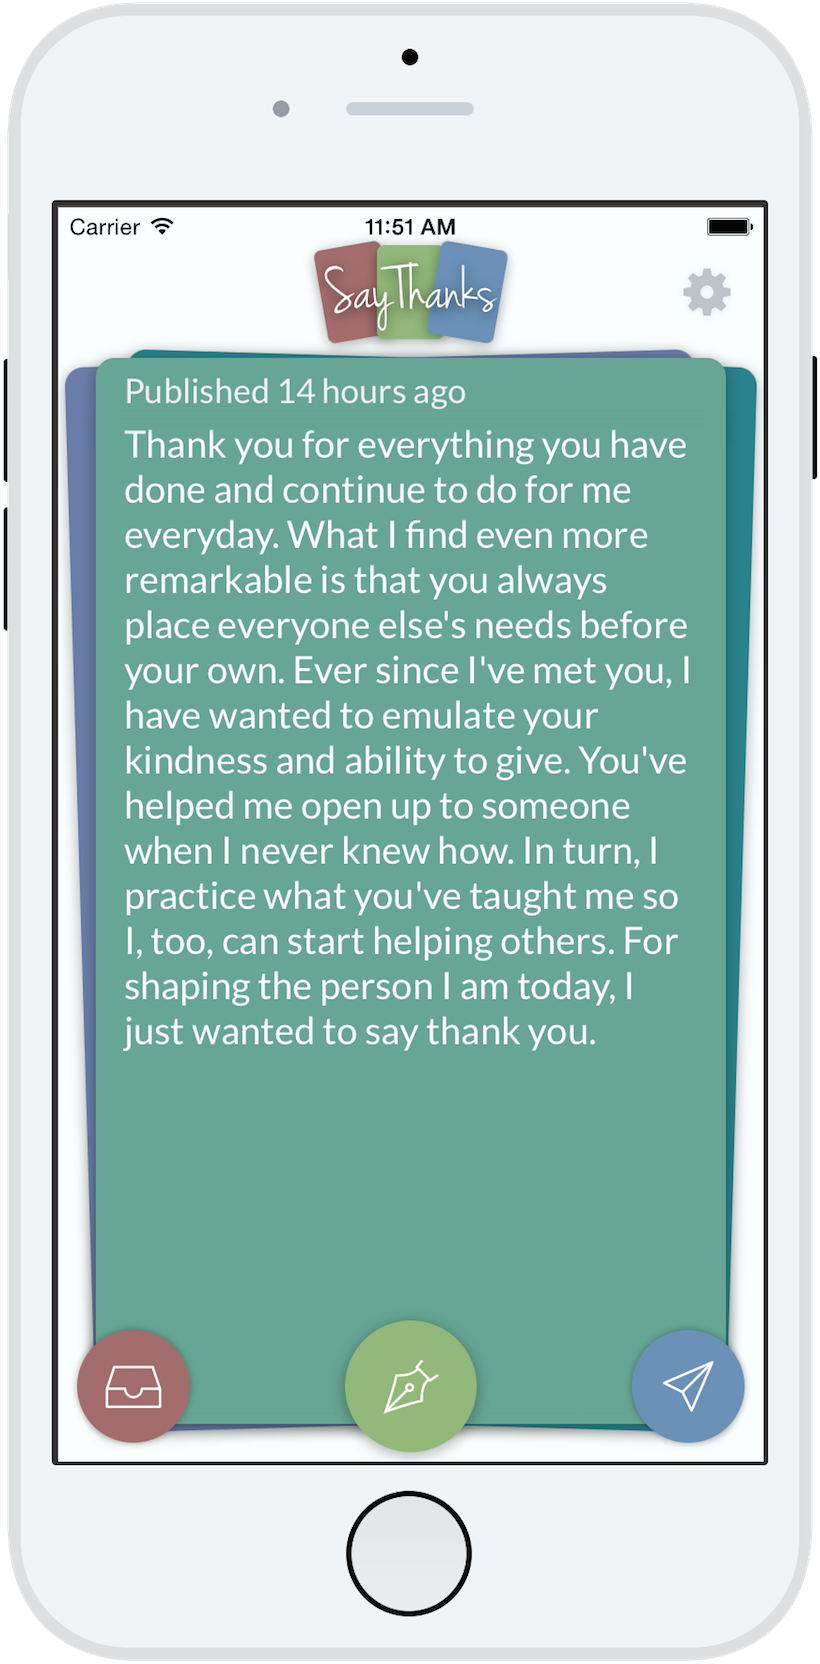 Carrier
11:51 AM
SayThanks
Published 14 hours ago
Thank you for everything you have
done and continue to do for me
everyday. What I find even more
remarkable is that you always
place everyone else's needs before
your own. Ever since I've met you, I
have wanted to emulate your
kindness and ability to give. You've
helped me open up to someone
when I never knew how. In turn, I
practice what you've taught me so
I, too, can start helping others. For
shaping the person I am today, I
just wanted to say thank you.